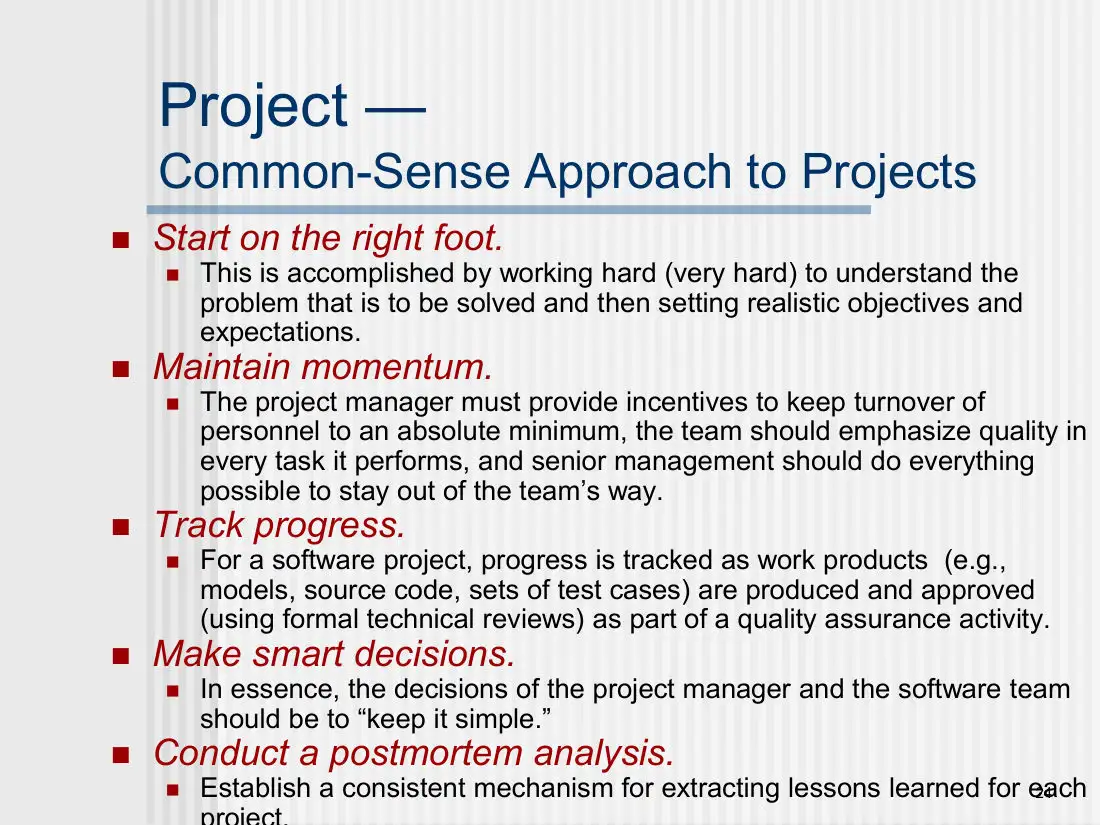 Project —
Common-Sense Approach to Projects
Start on the right foot.
This is accomplished by working hard (very hard) to understand the
problem that is to be solved and then setting realistic objectives and
expectations.
Maintain momentum.
The project manager must provide incentives to keep turnover of
personnel to an absolute minimum, the team should emphasize quality in
every task it performs, and senior management should do everything
possible to stay out of the team’s way.
Track progress.
For a software project, progress is tracked as work products  (e.g.,
models, source code, sets of test cases) are produced and approved
(using formal technical reviews) as part of a quality assurance activity.
Make smart decisions.
In essence, the decisions of the project manager and the software team
should be to “keep it simple.”
Conduct a postmortem analysis.
Establish a consistent mechanism for extracting lessons learned for each
project.